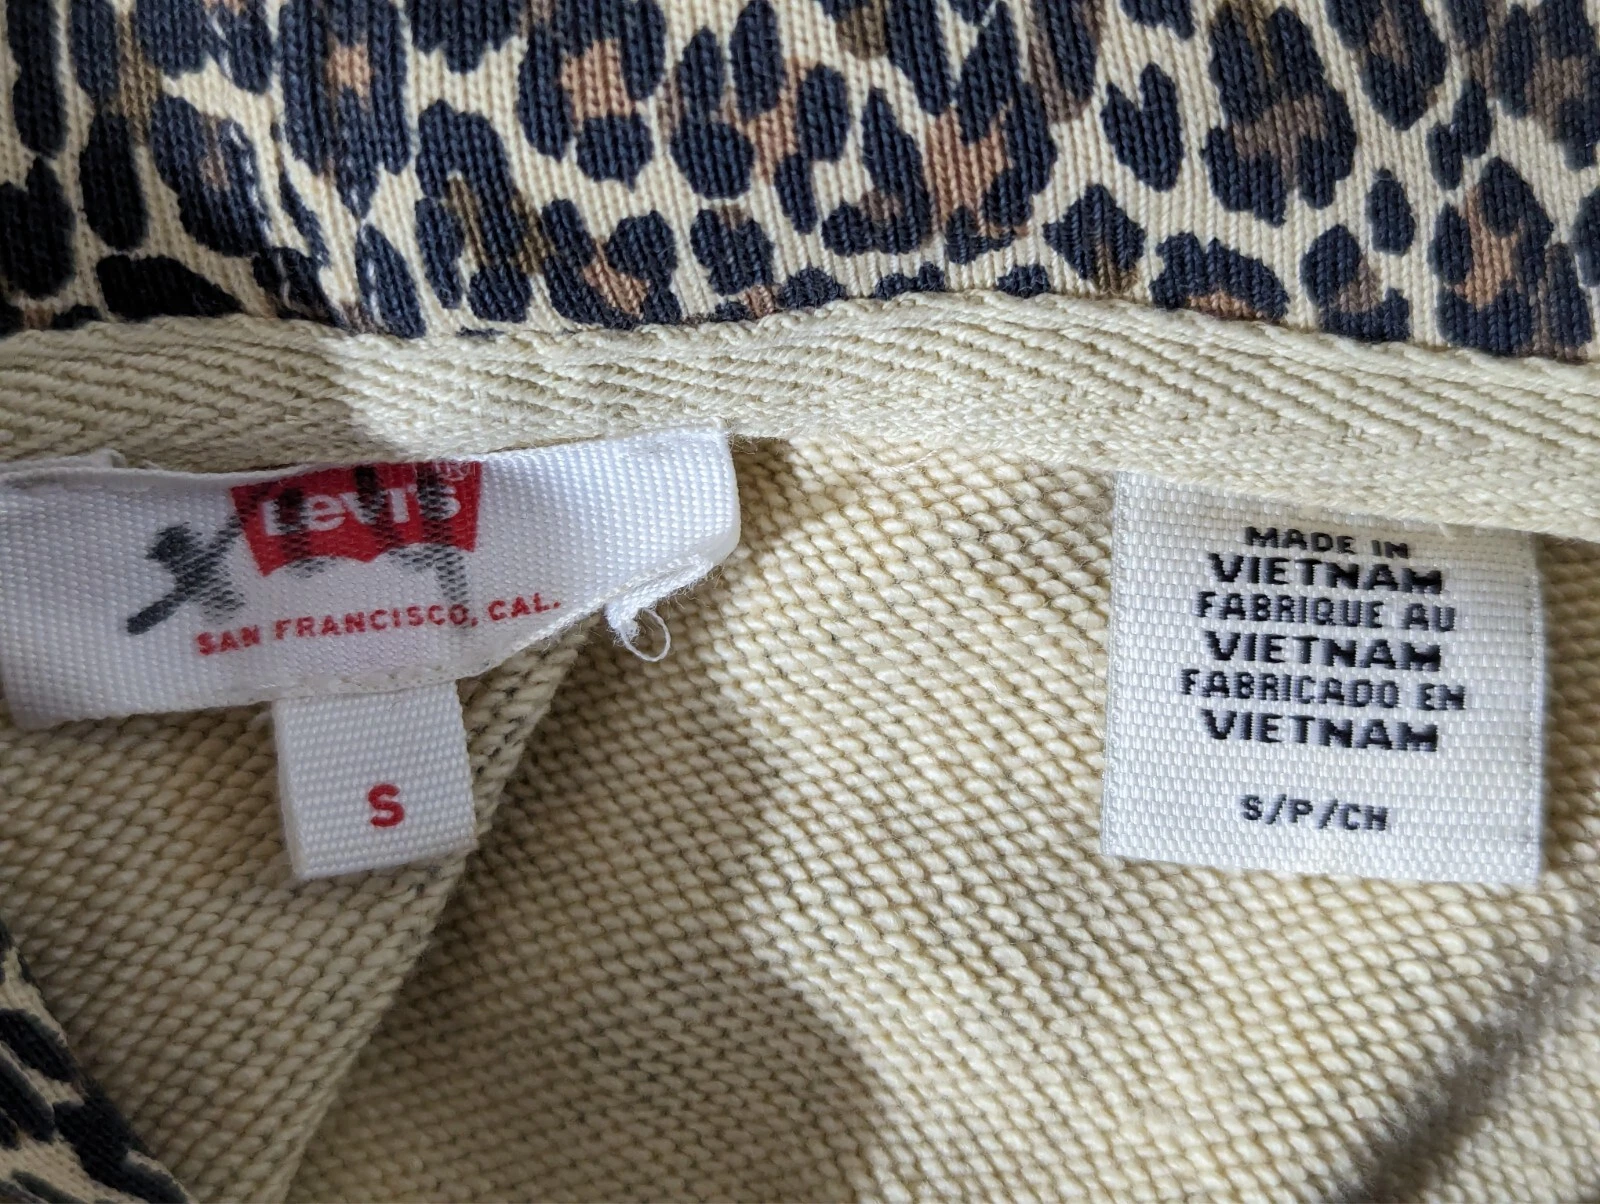 Levi's
SAN FRANCISCO, CAL.
S
MADE IN
VIETNAM
FABRIQUE AU
VIETNAM
FABRICADO EN
VIETNAM
S/P/CH